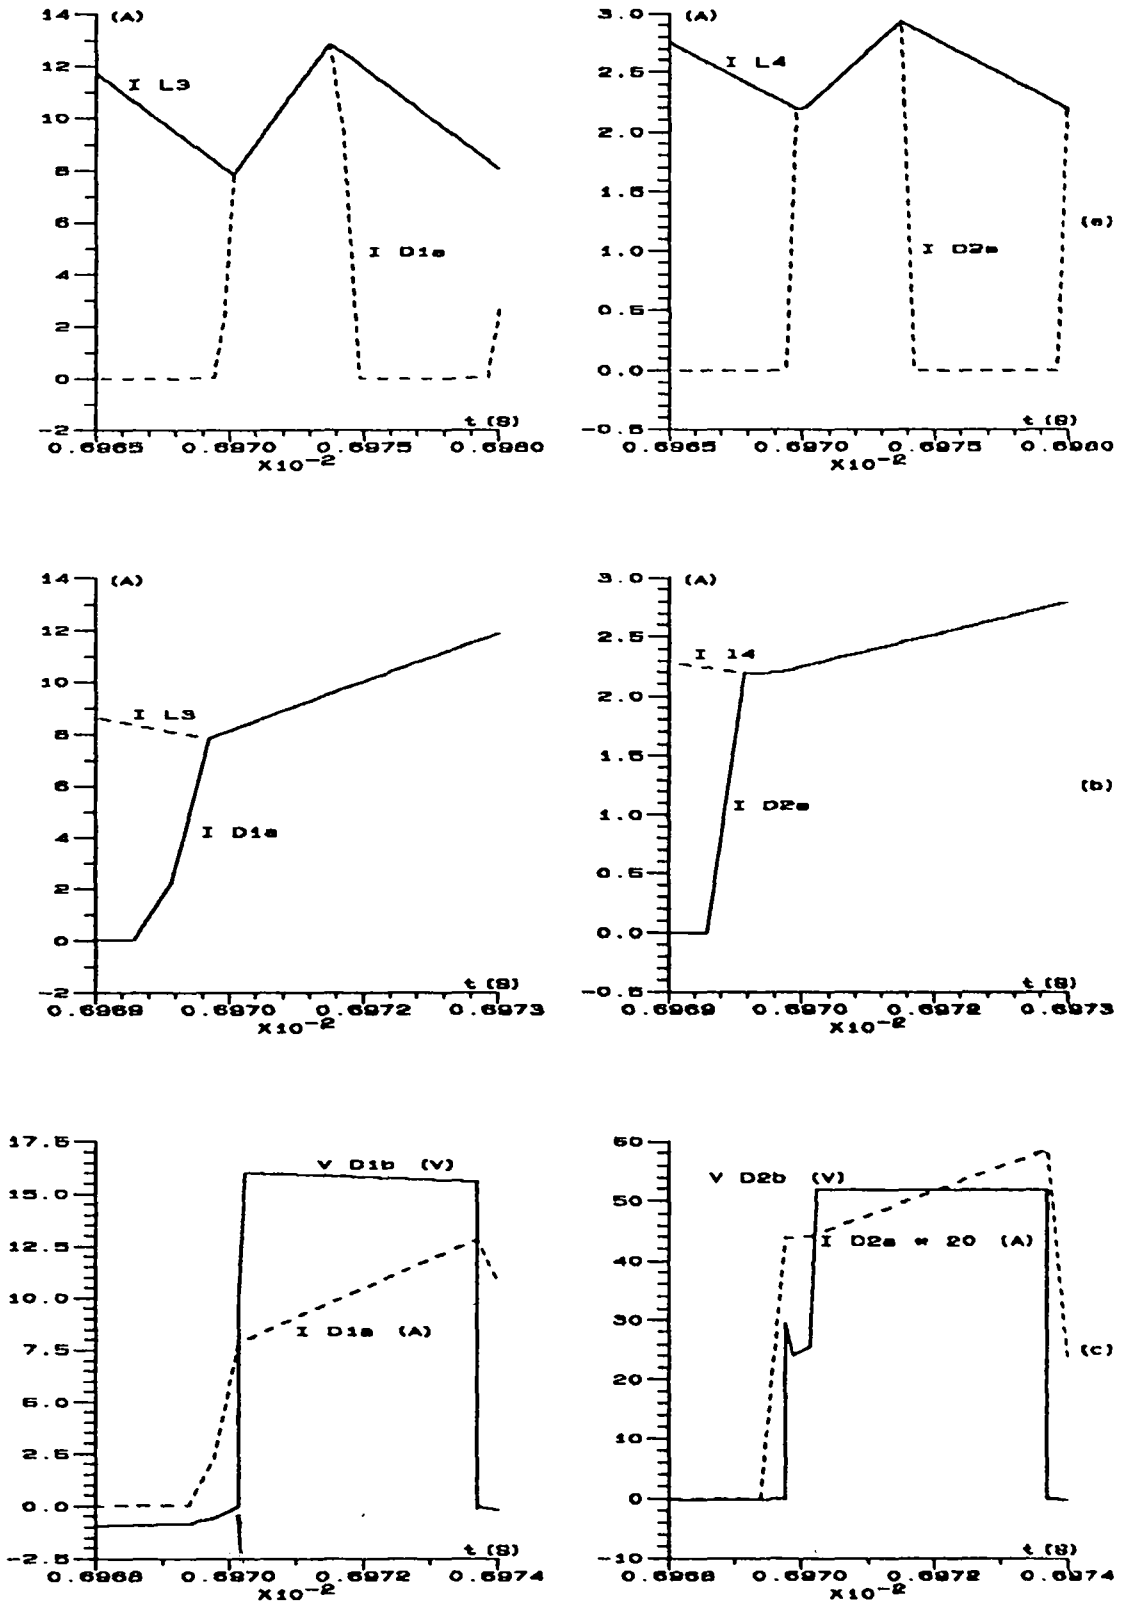 14 (A)
12
10
8
6
4
2
0
-2
I L3
I D1a
t (S)
0.6965 0.6970 0.6975 0.6980
X10-2
3.0 (A)
2.5
2.0
1.5
1.0
0.5
0.0
-0.5
I L4
I D2a
t (S)
0.6965 0.6970 0.6975 0.6980
X10-2
(a)
14 (A)
12
10
8
6
4
2
0
-2
I L3
I D1a
t (S)
0.6969 0.6970 0.6972 0.6973
X10-2
3.0 (A)
2.5
2.0
1.5
1.0
0.5
0.0
-0.5
I l4
I D2a
t (S)
0.6969 0.6970 0.6972 0.6973
X10-2
(b)
17.5
15.0
12.5
10.0
7.5
5.0
2.5
0.0
-2.5
V D1b (V)
I D1a (A)
t (S)
0.6968 0.6970 0.6972 0.6974
X10-2
60
50
40
30
20
10
0
-10
V D2b (V)
I D2a * 20 (A)
t (S)
0.6968 0.6970 0.6972 0.6974
X10-2
(c)